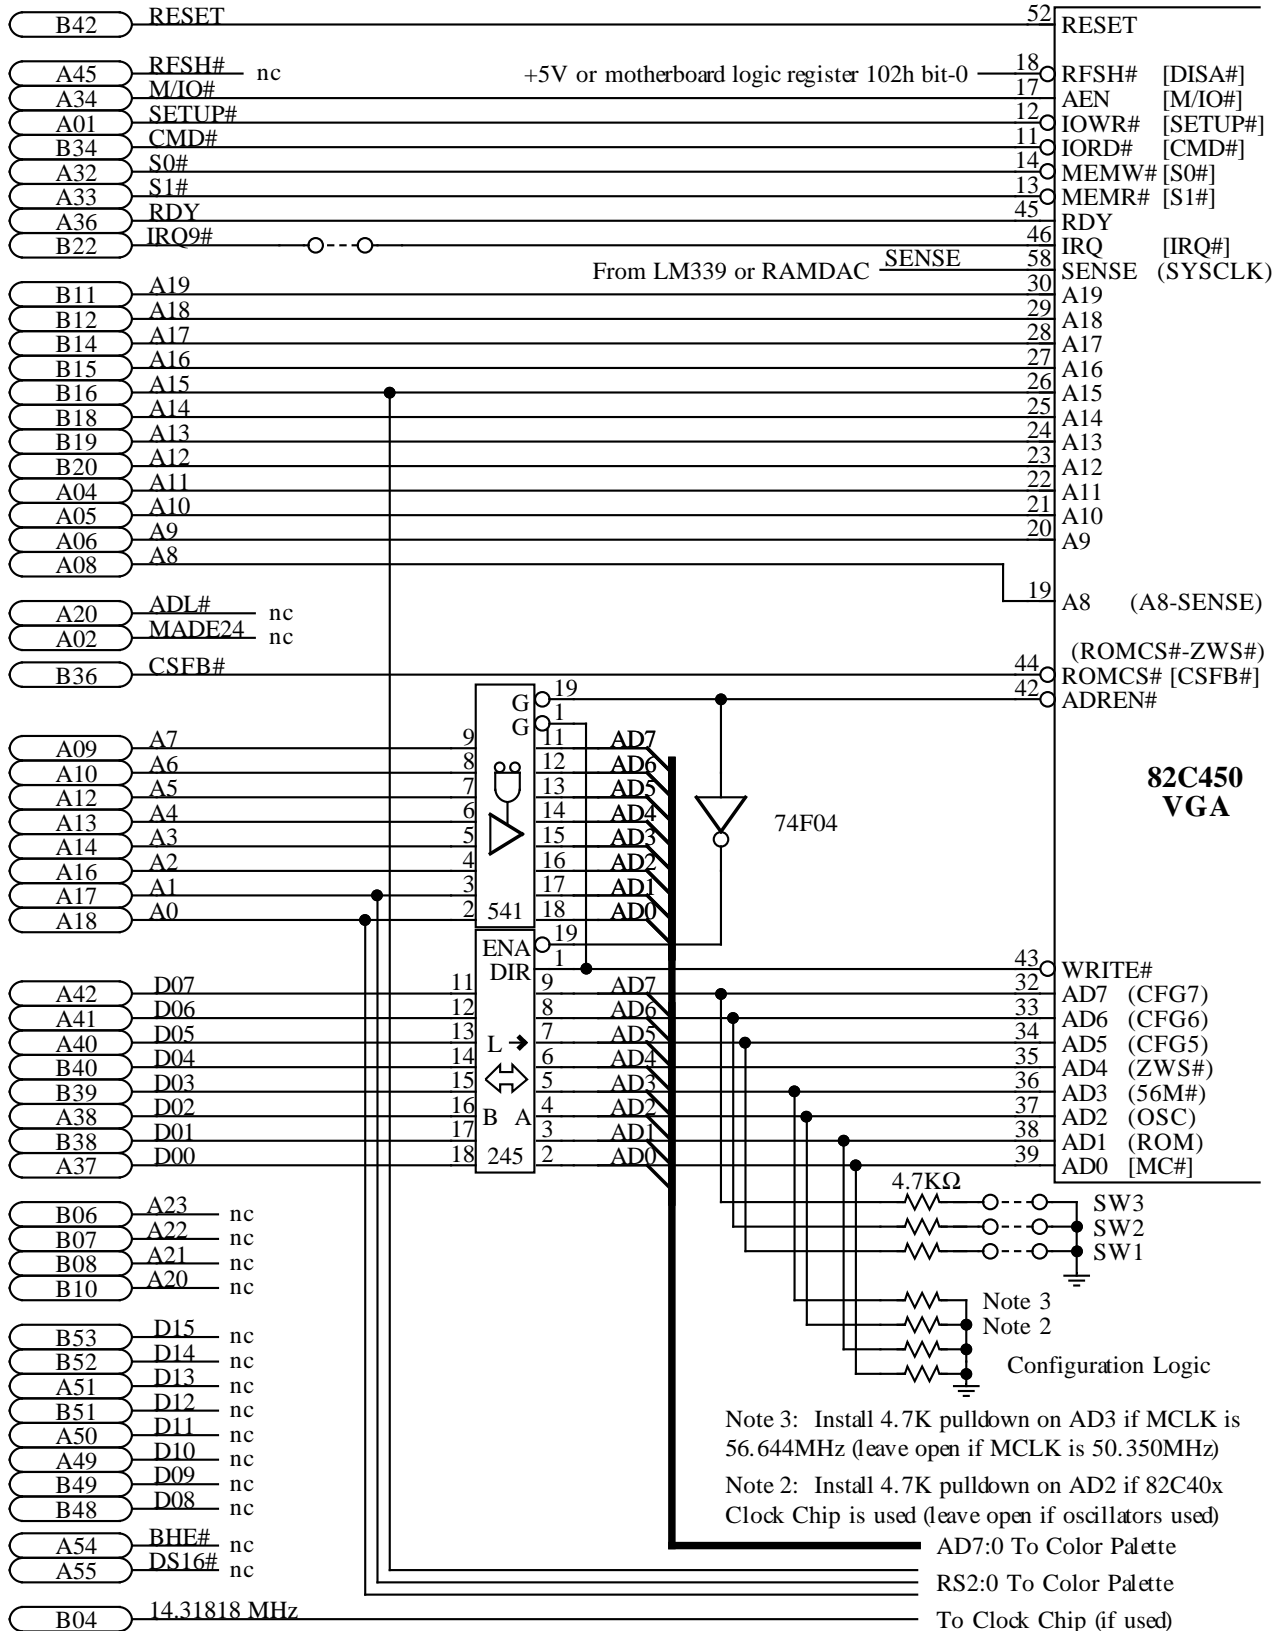 B42 RESET 52 RESET
A45 RFSH# nc +5V or motherboard logic register 102h bit-0 18 RFSH# [DISA#]
A34 M/IO# 17 AEN [M/IO#]
A01 SETUP# 12 IOWR# [SETUP#]
B34 CMD# 11 IORD# [CMD#]
A32 S0# 14 MEMW# [S0#]
A33 S1# 13 MEMR# [S1#]
A36 RDY 45 RDY
B22 IRQ9# 46 IRQ [IRQ#]
From LM339 or RAMDAC SENSE 58 SENSE (SYSCLK)
B11 A19 30 A19
B12 A18 29 A18
B14 A17 28 A17
B15 A16 27 A16
B16 A15 26 A15
B18 A14 25 A14
B19 A13 24 A13
B20 A12 23 A12
A04 A11 22 A11
A05 A10 21 A10
A06 A9 20 A9
A08 A8
19 A8 (A8-SENSE)
A20 ADL# nc
A02 MADE24 nc
(ROMCS#-ZWS#)
B36 CSFB# 44 ROMCS# [CSFB#]
G 19 42 ADREN#
G 1
A09 A7 9 11 AD7
A10 A6 8 12 AD6
A12 A5 7 13 AD5
A13 A4 6 14 AD4
A14 A3 5 15 AD3
A16 A2 4 16 AD2
A17 A1 3 17 AD1
A18 A0 2 541 18 AD0
74F04
82C450
VGA
ENA 19
DIR 1 43 WRITE#
A42 D07 11 9 AD7 32 AD7 (CFG7)
A41 D06 12 8 AD6 33 AD6 (CFG6)
A40 D05 13 L 7 AD5 34 AD5 (CFG5)
B40 D04 14 6 AD4 35 AD4 (ZWS#)
B39 D03 15 5 AD3 36 AD3 (56M#)
A38 D02 16 B A 4 AD2 37 AD2 (OSC)
B38 D01 17 3 AD1 38 AD1 (ROM)
A37 D00 18 245 2 AD0 39 AD0 [MC#]
4.7KΩ
B06 A23 nc SW3
B07 A22 nc SW2
B08 A21 nc SW1
B10 A20 nc
Note 3
Note 2
Configuration Logic
B53 D15 nc
B52 D14 nc
A51 D13 nc
B51 D12 nc
A50 D11 nc
A49 D10 nc
B49 D09 nc
B48 D08 nc
Note 3: Install 4.7K pulldown on AD3 if MCLK is
56.644MHz (leave open if MCLK is 50.350MHz)
Note 2: Install 4.7K pulldown on AD2 if 82C40x
Clock Chip is used (leave open if oscillators used)
A54 BHE# nc
A55 DS16# nc
AD7:0 To Color Palette
RS2:0 To Color Palette
B04 14.31818 MHz To Clock Chip (if used)